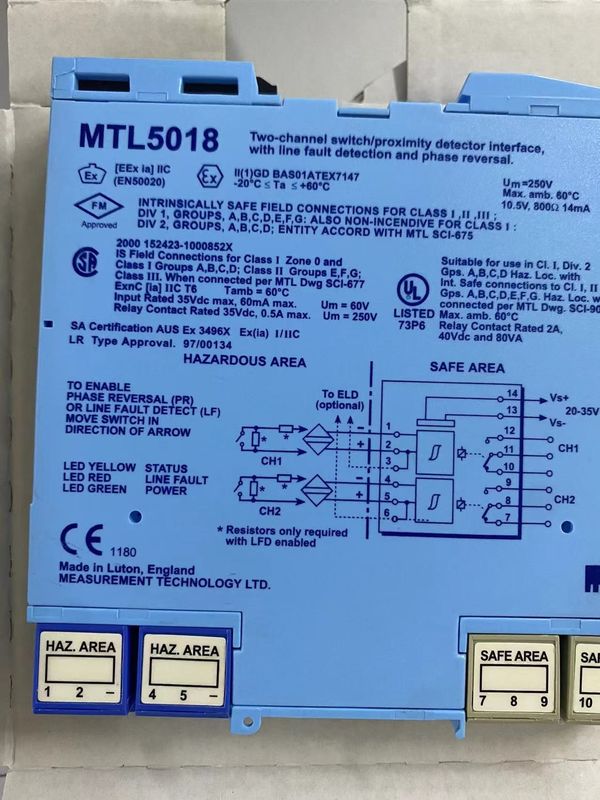 MTL5018
Two-channel switch/proximity detector interface,
with line fault detection and phase reversal.
Ex
[EEx ia] IIC
(EN50020)
Ex
II(1)GD BAS01ATEX7147
-20°C ≤ Ta ≤ +60°C
Um=250V
Max. amb. 60°C
10.5V, 800Ω 14mA
FM
Approved
INTRINSICALLY SAFE FIELD CONNECTIONS FOR CLASS I ,II ,III ;
DIV 1, GROUPS, A,B,C,D,E,F,G: ALSO NON-INCENDIVE FOR CLASS I :
DIV 2, GROUPS, A,B,C,D; ENTITY ACCORD WITH MTL SCI-675
SA
2000 152423-1000852X
IS Field Connections for Class I Zone 0 and
Class I Groups A,B,C,D; Class II Groups E,F,G;
Class III. When connected per MTL Dwg SCI-677
ExnC [ia] IIC T6 Tamb = 60°C
Input Rated 35Vdc max, 60mA max. Um = 60V
Relay Contact Rated 35Vdc, 0.5A max. Um = 250V
UL
LISTED
73P6
Suitable for use in Cl. I, Div. 2
Gps. A,B,C,D Haz. Loc. with
Int. Safe connections to Cl. I, II
Gps. A,B,C,D,E,F,G. Haz. Loc. i
connected per MTL Dwg. SCI-90
Max. amb. 60°C
Relay Contact Rated 2A,
40Vdc and 80VA
SA Certification AUS Ex 3496X Ex(ia) I/IIC
LR Type Approval. 97/00134
HAZARDOUS AREA
SAFE AREA
TO ENABLE
PHASE REVERSAL (PR)
OR LINE FAULT DETECT (LF)
MOVE SWITCH IN
DIRECTION OF ARROW
LED YELLOW STATUS
LED RED LINE FAULT
LED GREEN POWER
To ELD
(optional)
* *
CH1
* *
CH2
− 1
+ 2
3
− 4
+ 5
6
14 Vs+
13 Vs-
20-35V
12
11
10
CH1
9
8
7
CH2
* Resistors only required
with LFD enabled
CE 1180
Made in Luton, England
MEASUREMENT TECHNOLOGY LTD.
HAZ. AREA
1 2 −
HAZ. AREA
4 5 −
SAFE AREA
7 8 9
10